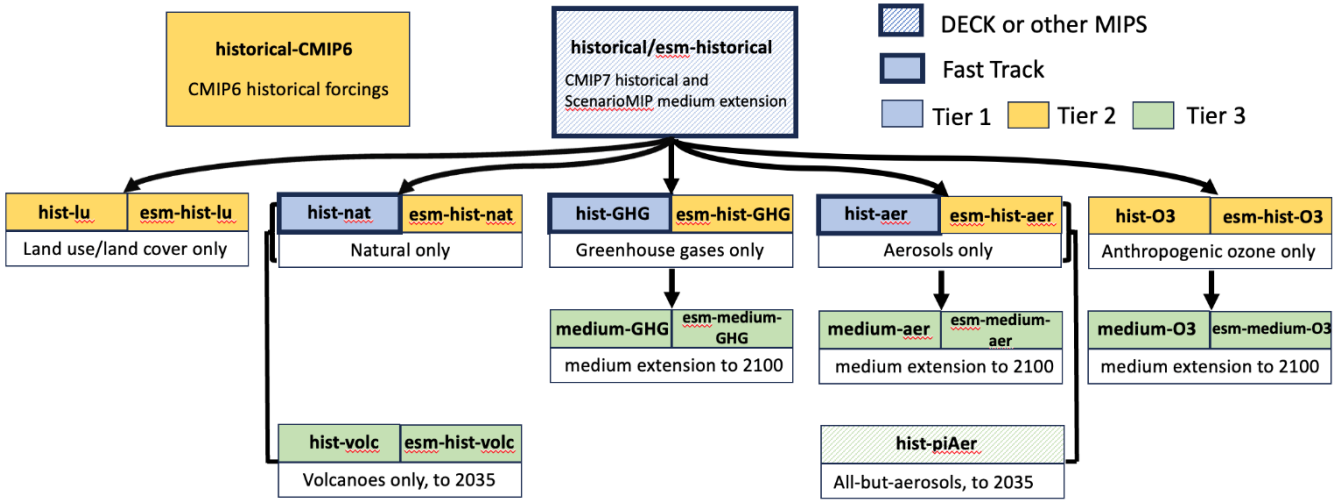 historical-CMIP6
CMIP6 historical forcings
historical/esm-historical
CMIP7 historical and
ScenarioMIP medium extension
DECK or other MIPS
Fast Track
Tier 1
Tier 2
Tier 3
hist-lu
esm-hist-lu
Land use/land cover only
hist-nat
esm-hist-nat
Natural only
hist-GHG
esm-hist-GHG
Greenhouse gases only
hist-aer
esm-hist-aer
Aerosols only
hist-O3
esm-hist-O3
Anthropogenic ozone only
medium-GHG
esm-medium-
GHG
medium extension to 2100
medium-aer
esm-medium-
aer
medium extension to 2100
medium-O3
esm-medium-O3
medium extension to 2100
hist-volc
esm-hist-volc
Volcanoes only, to 2035
hist-piAer
All-but-aerosols, to 2035